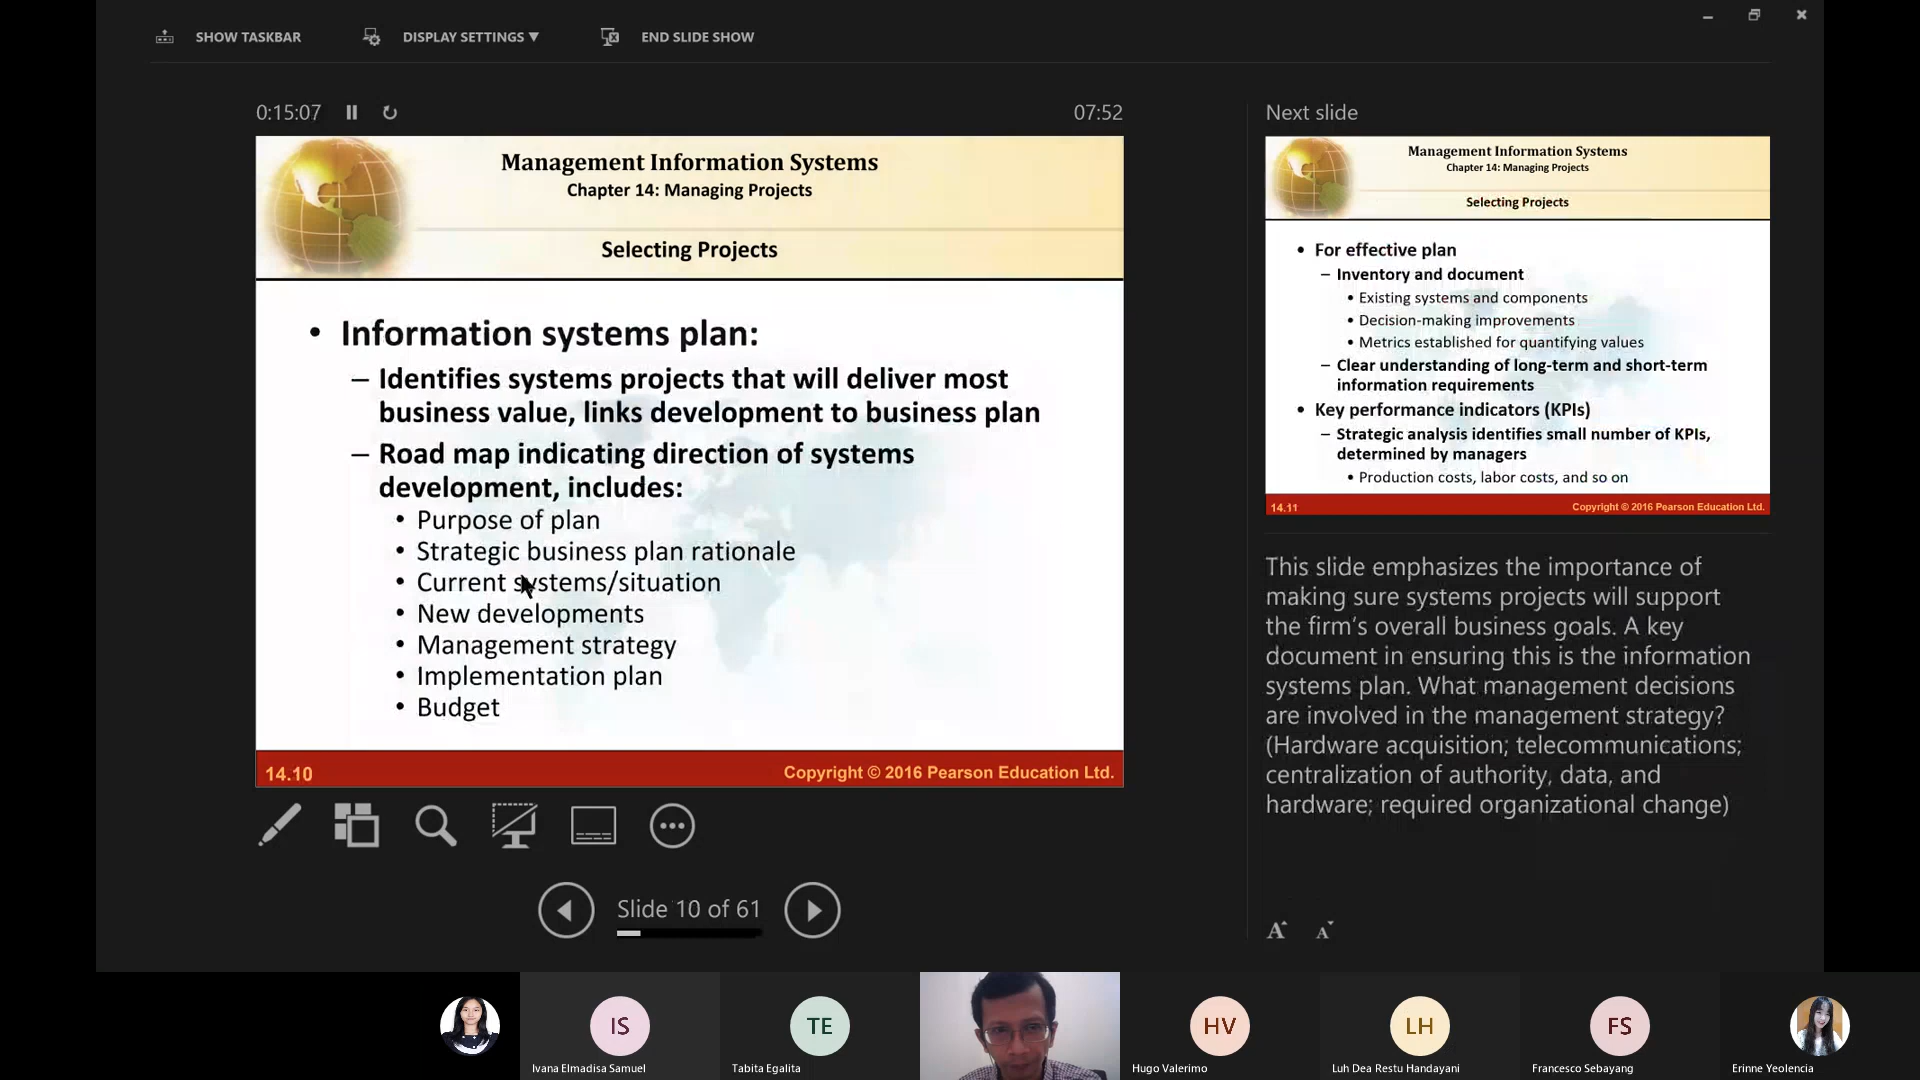 SHOW TASKBAR
DISPLAY SETTINGS ▼
END SLIDE SHOW
0:15:07
07:52
Management Information Systems
Chapter 14: Managing Projects
Selecting Projects
• Information systems plan:
– Identifies systems projects that will deliver most
business value, links development to business plan
– Road map indicating direction of systems
development, includes:
• Purpose of plan
• Strategic business plan rationale
• Current systems/situation
• New developments
• Management strategy
• Implementation plan
• Budget
14.10
Copyright © 2016 Pearson Education Ltd.
Slide 10 of 61
Next slide
Management Information Systems
Chapter 14: Managing Projects
Selecting Projects
• For effective plan
– Inventory and document
• Existing systems and components
• Decision-making improvements
• Metrics established for quantifying values
– Clear understanding of long-term and short-term
information requirements
• Key performance indicators (KPIs)
– Strategic analysis identifies small number of KPIs,
determined by managers
• Production costs, labor costs, and so on
14.11
Copyright © 2016 Pearson Education Ltd.
This slide emphasizes the importance of
making sure systems projects will support
the firm's overall business goals. A key
document in ensuring this is the information
systems plan. What management decisions
are involved in the management strategy?
(Hardware acquisition; telecommunications;
centralization of authority, data, and
hardware; required organizational change)
A A
IS
Ivana Elmadisa Samuel
TE
Tabita Egalita
HV
Hugo Valerimo
LH
Luh Dea Restu Handayani
FS
Francesco Sebayang
Erinne Yeolencia